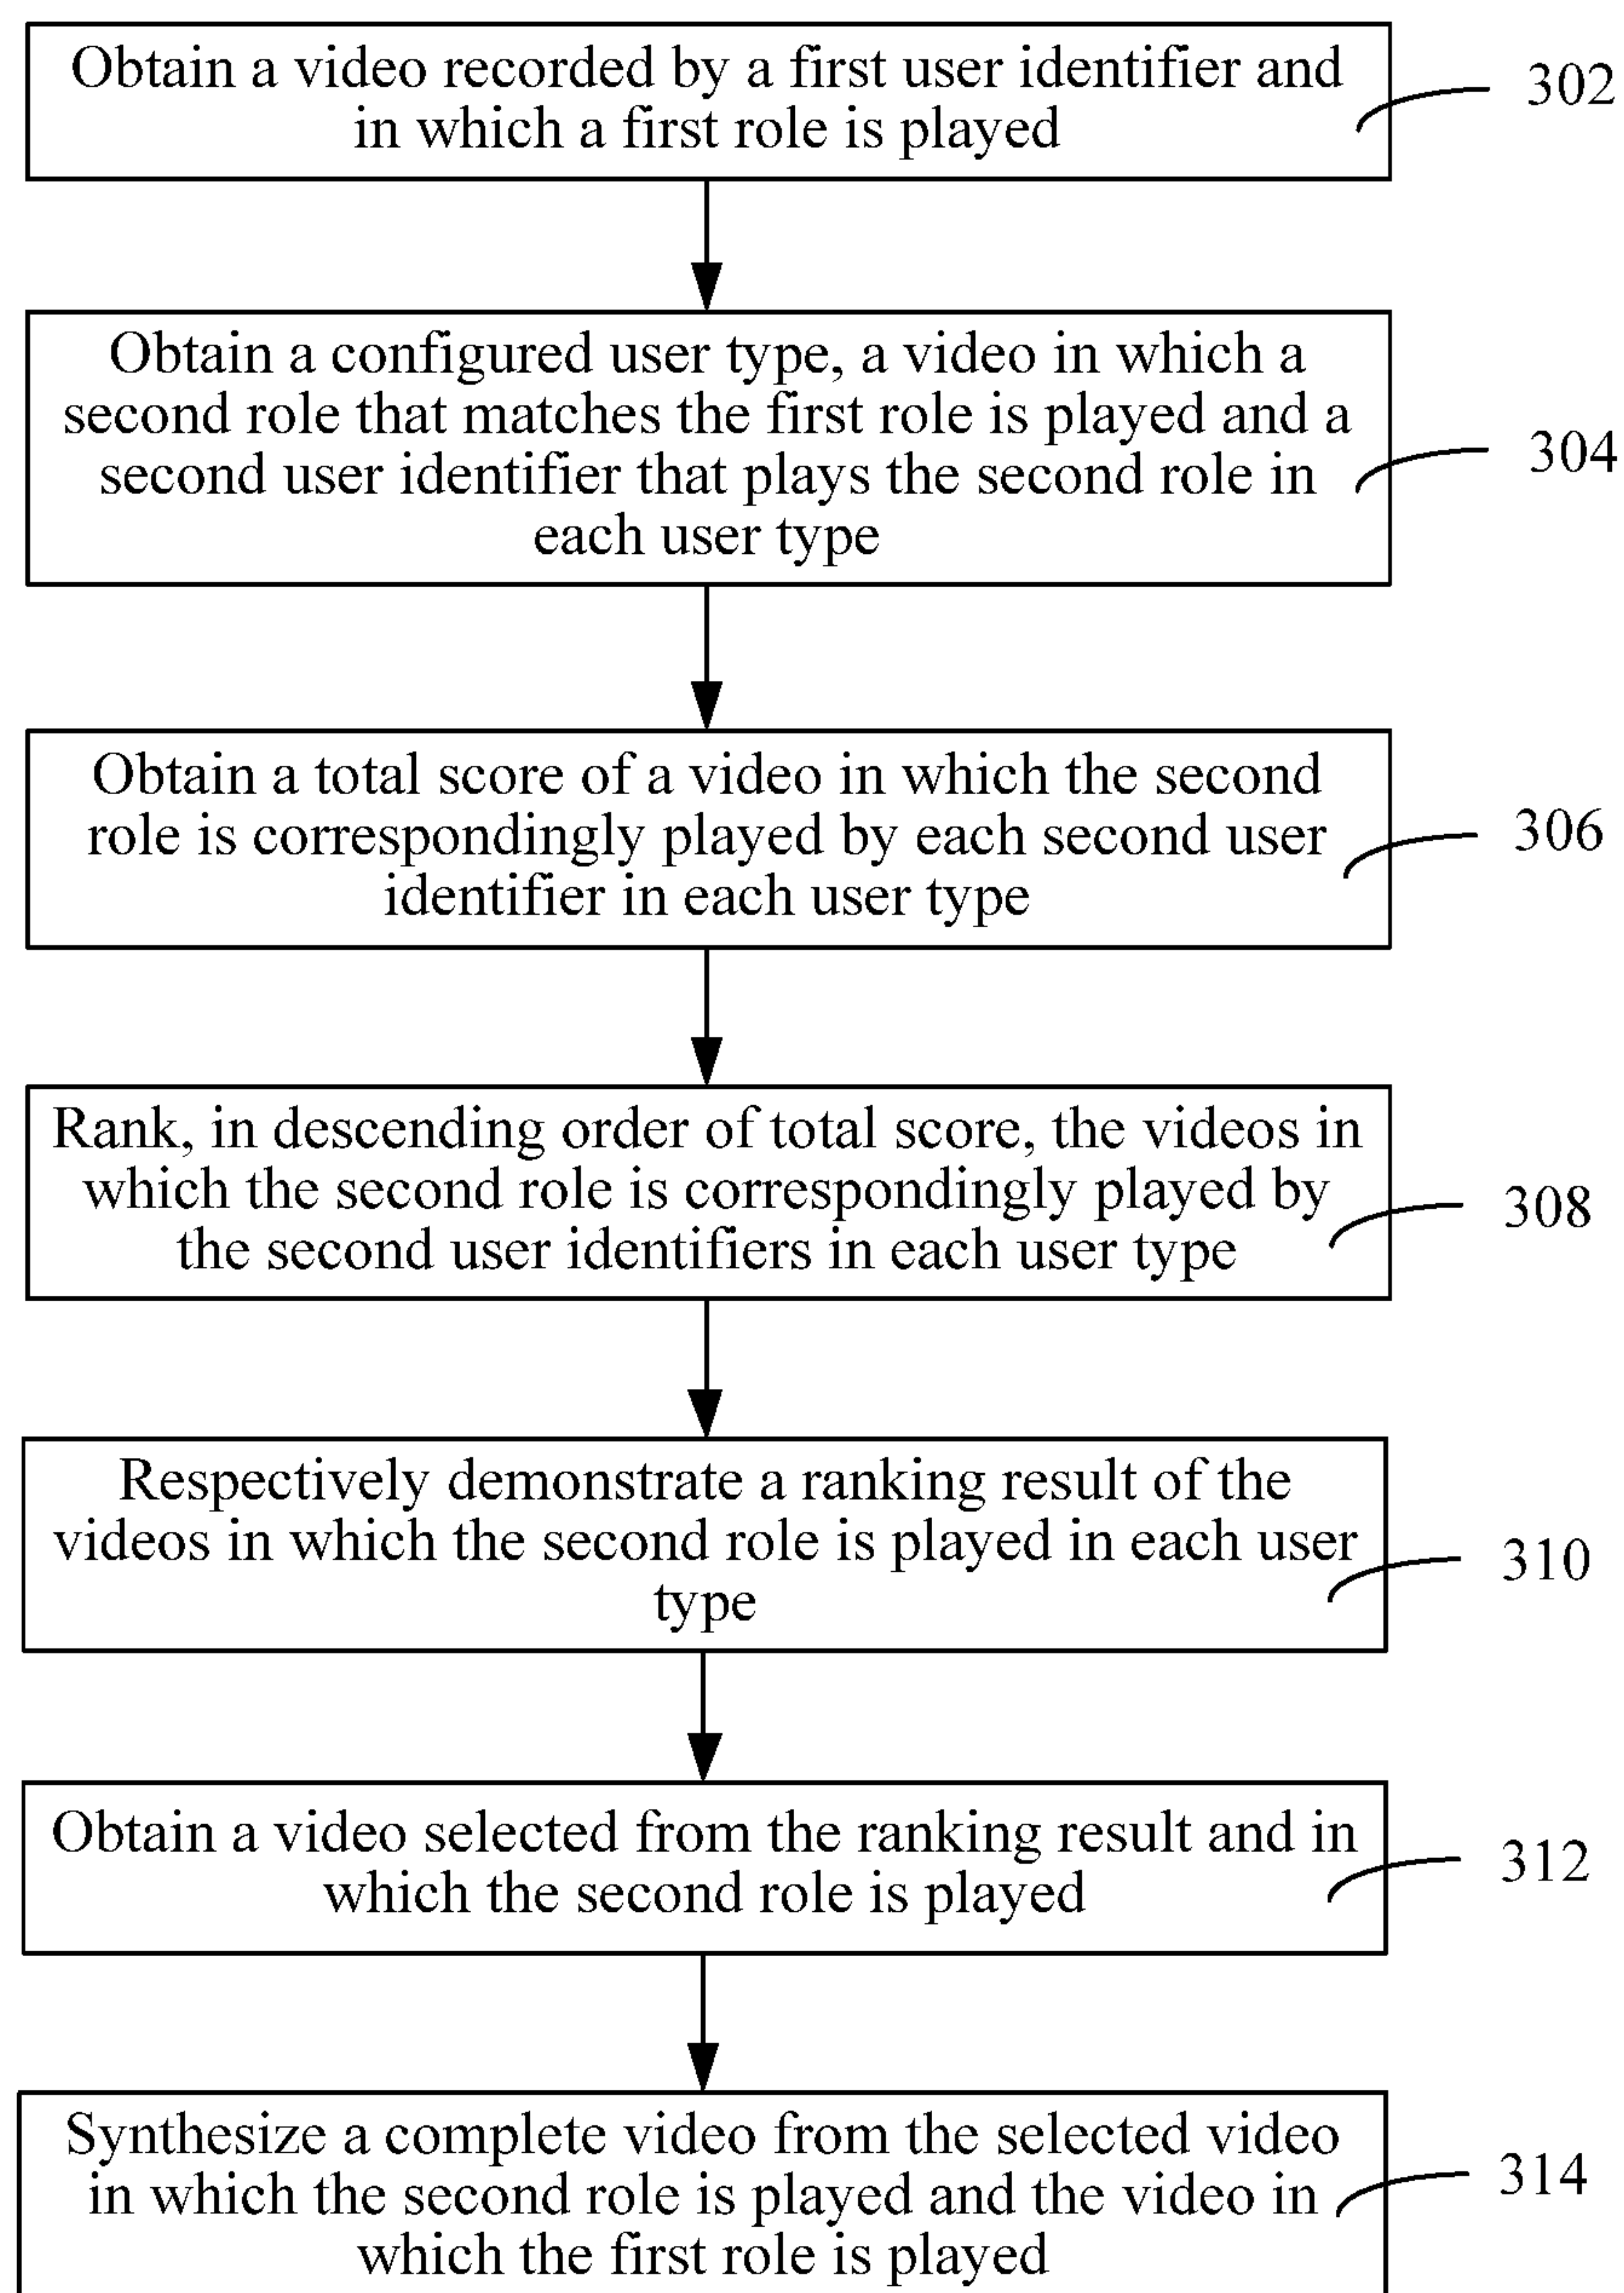 Obtain a video recorded by a first user identifier and
in which a first role is played
302
Obtain a configured user type, a video in which a
second role that matches the first role is played and a
second user identifier that plays the second role in
each user type
304
Obtain a total score of a video in which the second
role is correspondingly played by each second user
identifier in each user type
306
Rank, in descending order of total score, the videos in
which the second role is correspondingly played by
the second user identifiers in each user type
308
Respectively demonstrate a ranking result of the
videos in which the second role is played in each user
type
310
Obtain a video selected from the ranking result and in
which the second role is played
312
Synthesize a complete video from the selected video
in which the second role is played and the video in
which the first role is played
314